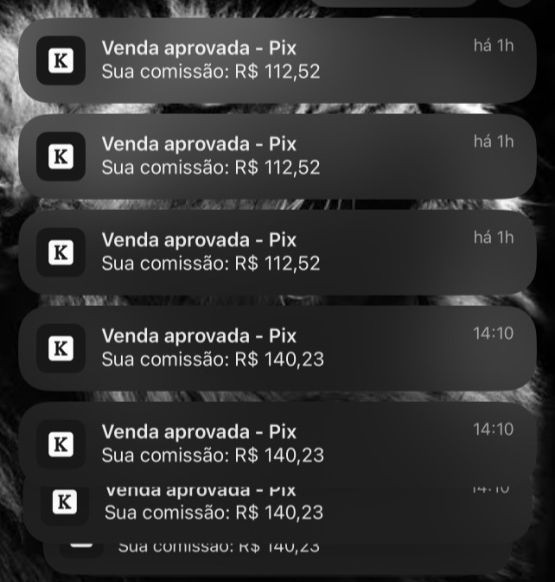 K
Venda aprovada - Pix
há 1h
Sua comissão: R$ 112,52
K
Venda aprovada - Pix
há 1h
Sua comissão: R$ 112,52
K
Venda aprovada - Pix
há 1h
Sua comissão: R$ 112,52
K
Venda aprovada - Pix
14:10
Sua comissão: R$ 140,23
K
Venda aprovada - Pix
14:10
Sua comissão: R$ 140,23
K
Venda aprovada - Pix
14:10
Sua comissão: R$ 140,23
Sua comissão: R$ 140,23